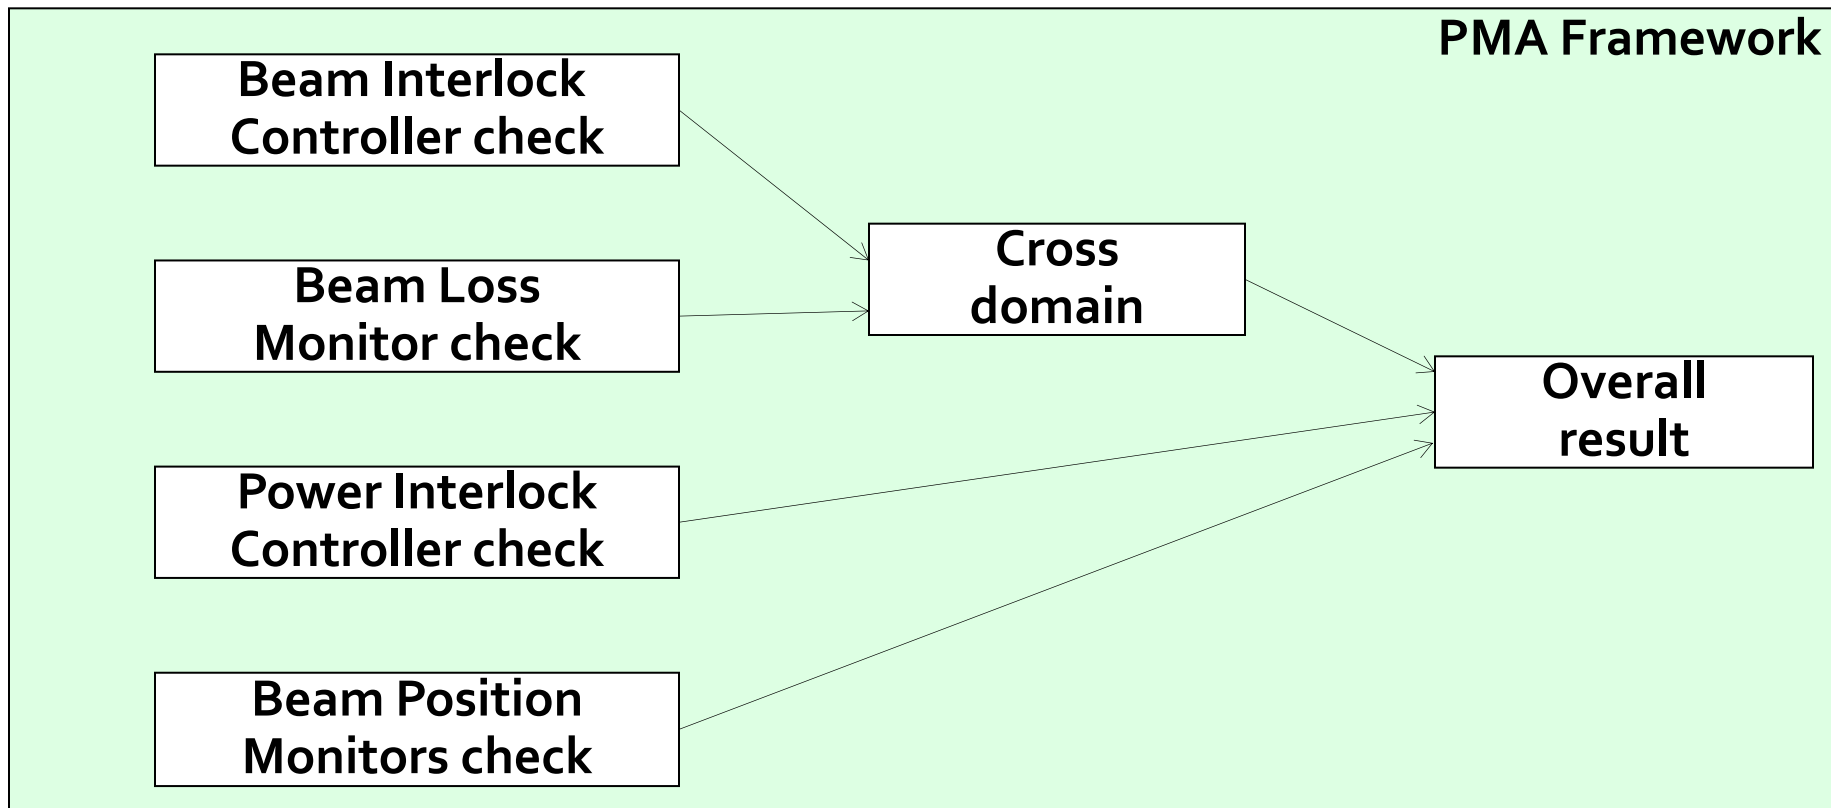 PMA Framework
Beam Interlock
Controller check
Beam Loss
Monitor check
Cross
domain
Overall
result
Power Interlock
Controller check
Beam Position
Monitors check